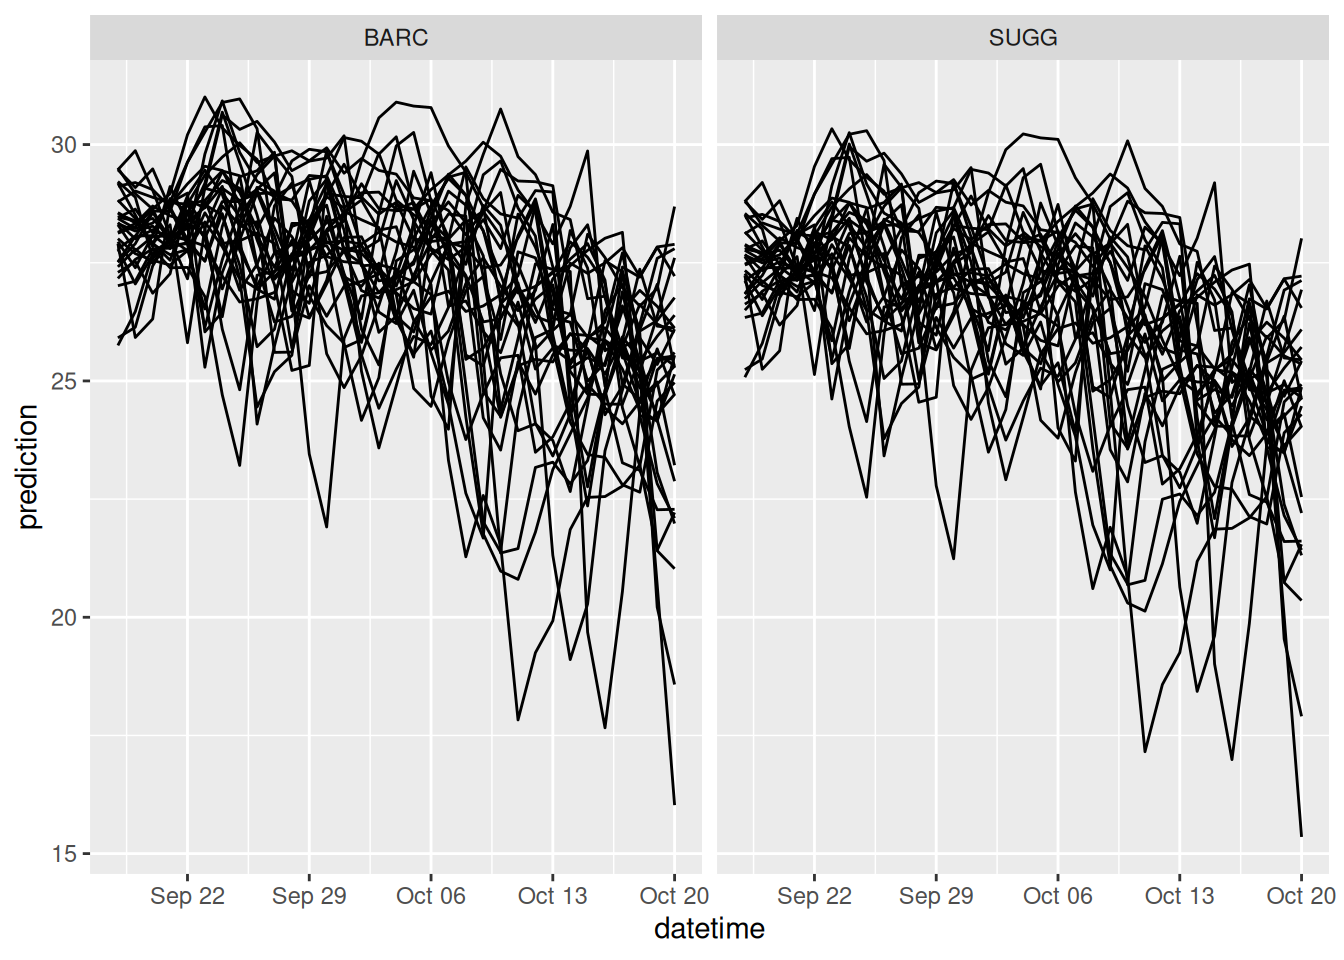 BARC
SUGG
30
25
20
15
prediction
Sep 22
Sep 29
Oct 06
Oct 13
Oct 20
Sep 22
Sep 29
Oct 06
Oct 13
Oct 20
datetime